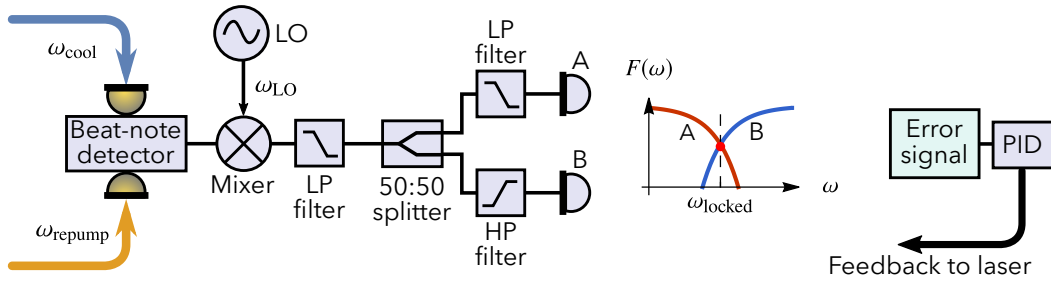 ω_cool
LO
ω_LO
Beat-note
detector
ω_repump
Mixer
LP
filter
50:50
splitter
LP
filter
A
B
HP
filter
F(ω)
A
B
ω
ω_locked
Error
signal
PID
Feedback to laser